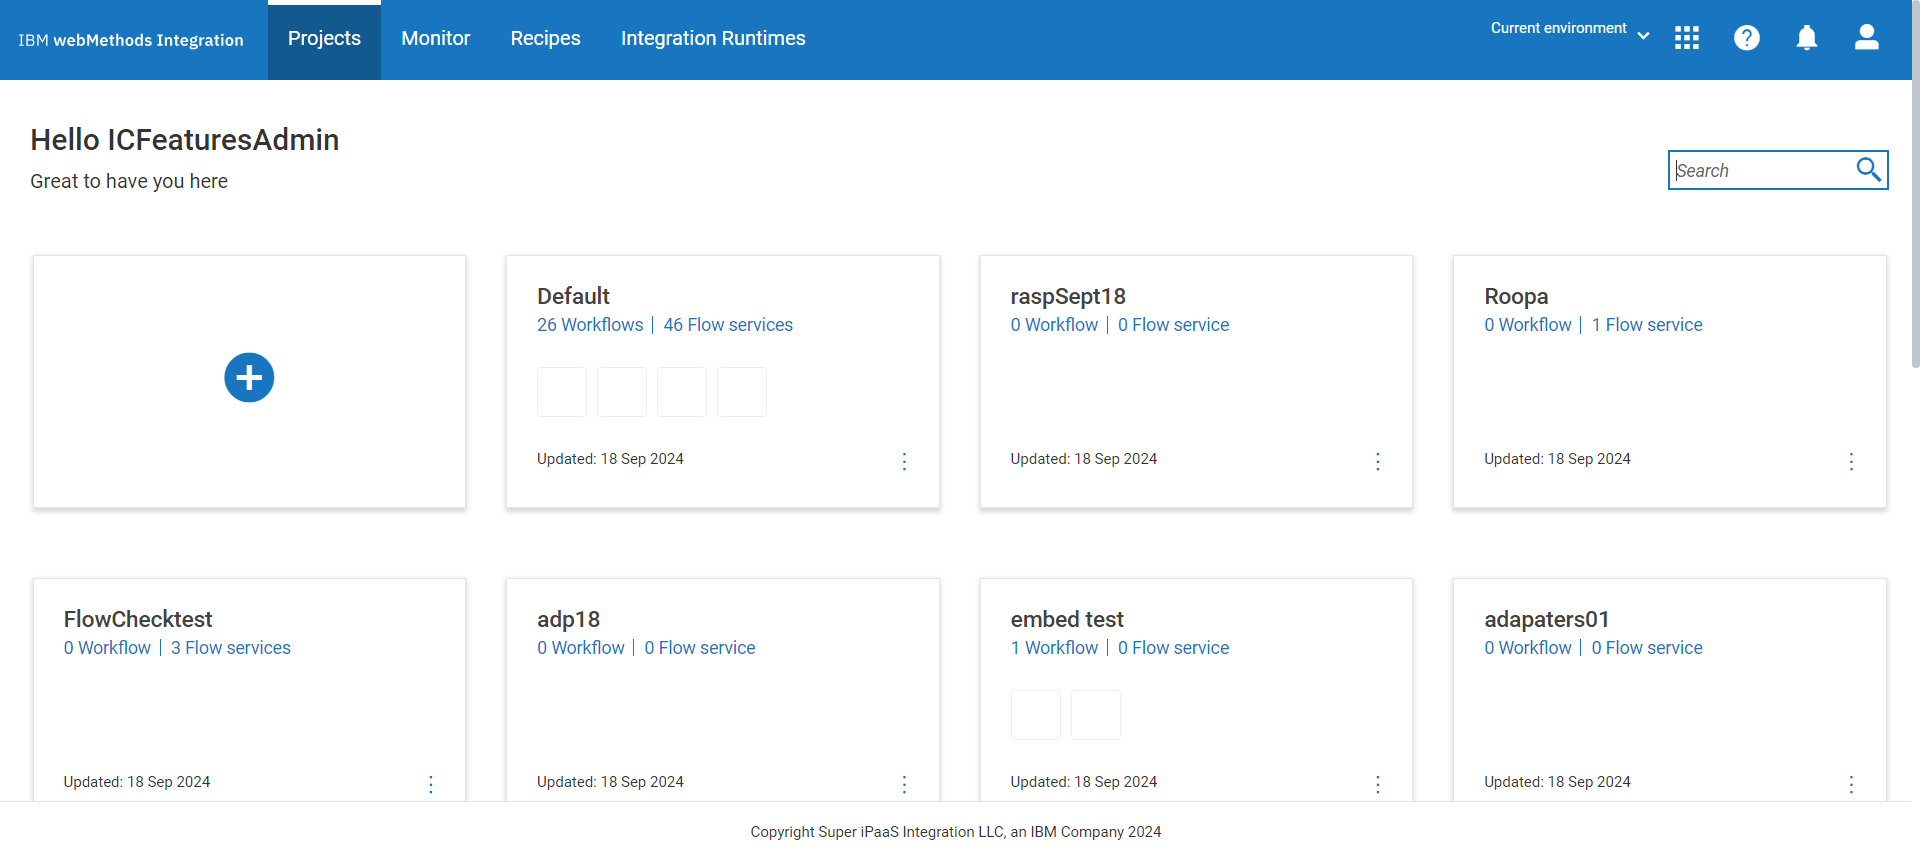 IBM webMethods Integration
Projects
Monitor
Recipes
Integration Runtimes
Current environment
Hello ICFeaturesAdmin
Great to have you here
Search
Default
26 Workflows | 46 Flow services
Updated: 18 Sep 2024
raspSept18
0 Workflow | 0 Flow service
Updated: 18 Sep 2024
Roopa
0 Workflow | 1 Flow service
Updated: 18 Sep 2024
FlowChecktest
0 Workflow | 3 Flow services
Updated: 18 Sep 2024
adp18
0 Workflow | 0 Flow service
Updated: 18 Sep 2024
embed test
1 Workflow | 0 Flow service
Updated: 18 Sep 2024
adapaters01
0 Workflow | 0 Flow service
Updated: 18 Sep 2024
Copyright Super iPaaS Integration LLC, an IBM Company 2024